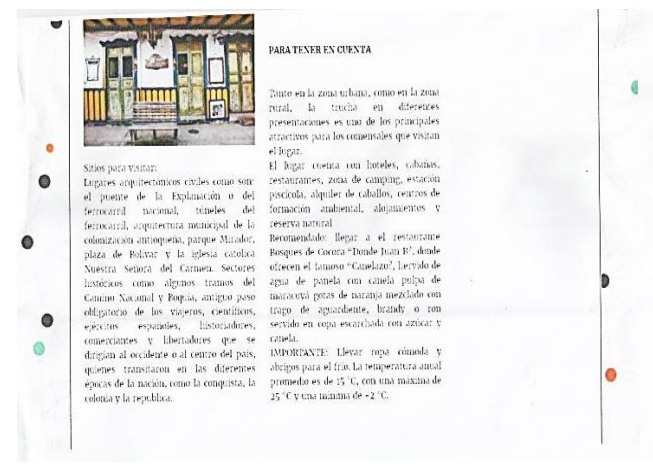 Sitios para visitar:
Lugares arquitectónicos civiles como son:
el puente de la Explanación o del
ferrocarril nacional, túneles del
ferrocarril, arquitectura municipal de la
colonización antioqueña, parque Mirador,
plaza de Bolívar y la iglesia católica
Nuestra Señora del Carmen. Sectores
históricos como algunos tramos del
Camino Nacional y Boquía, antiguo paso
obligatorio de los viajeros, científicos,
ejércitos españoles, historiadores,
comerciantes y libertadores que se
dirigían al occidente o al centro del país,
quienes transitaron en las diferentes
épocas de la nación, como la conquista, la
colonia y la republica.
PARA TENER EN CUENTA
Tanto en la zona urbana, como en la zona
rural, la trucha en diferentes
presentaciones es uno de los principales
atractivos para los comensales que visitan
el lugar.
El lugar cuenta con hoteles, cabañas,
restaurantes, zona de camping, estación
piscícola, alquiler de caballos, centros de
formación ambiental, alojamientos y
reserva natural
Recomendado: llegar a el restaurante
Bosques de Cocora "Donde Juan B", donde
ofrecen el famoso "Canelazo", hervido de
agua de panela con canela pulpa de
maracuyá gotas de naranja mezclado con
trago de aguardiente, brandy o ron
servido en copa escarchada con azúcar y
canela.
IMPORTANTE: Llevar ropa cómoda y
abrigos para el frío. La temperatura anual
promedio es de 15 °C, con una máxima de
25 °C y una mínima de -2 °C.